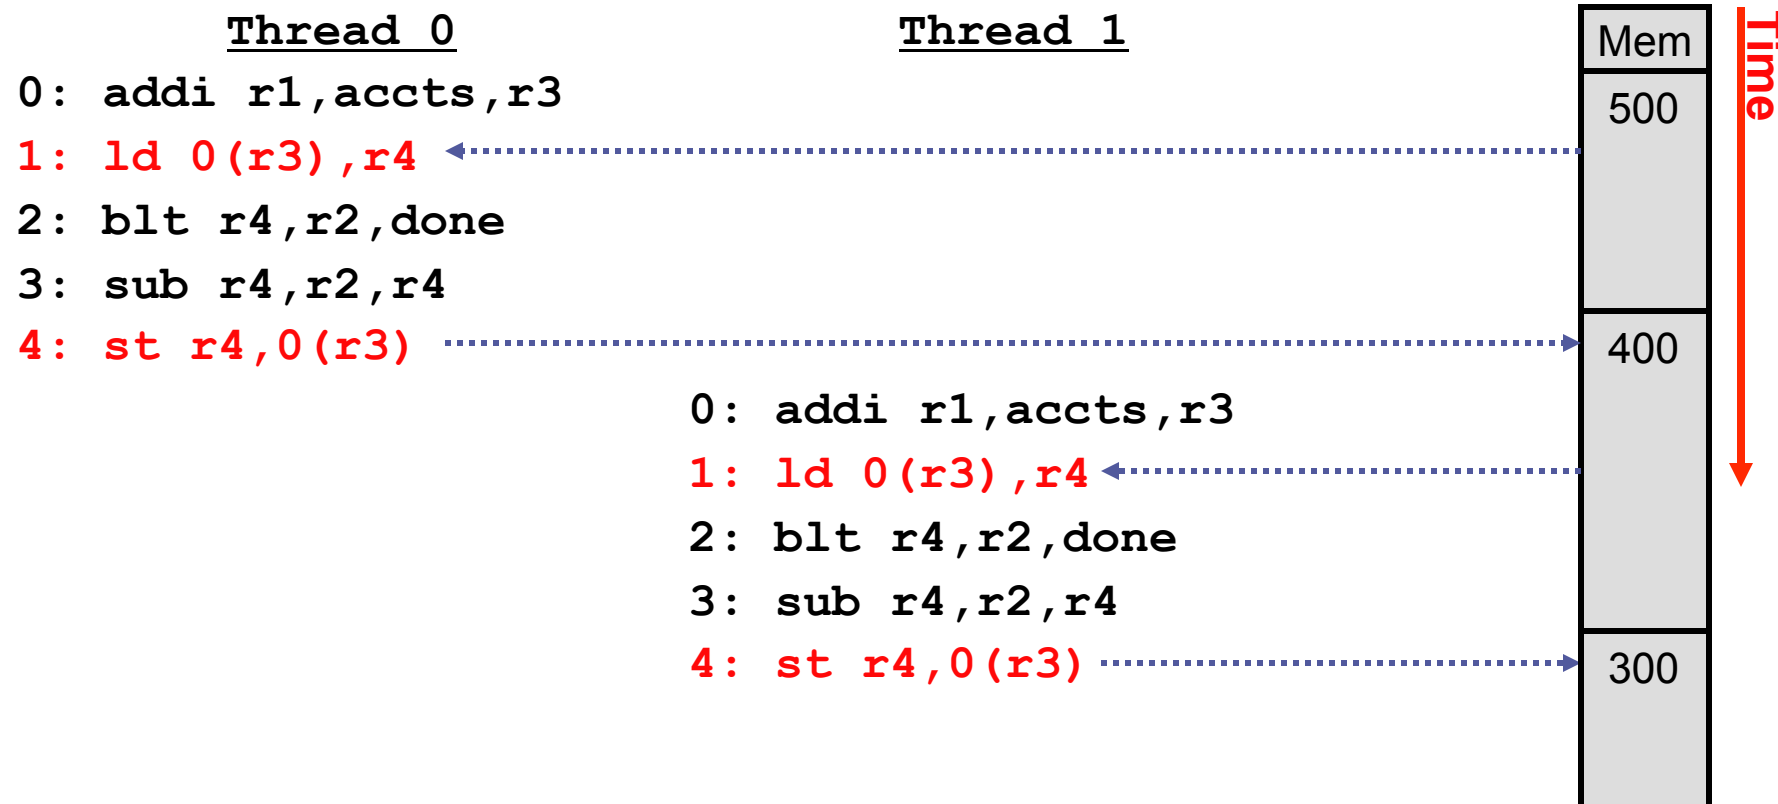 Thread 0
Thread 1
Mem
Time
0: addi r1,accts,r3
500
1: ld 0(r3),r4
2: blt r4,r2,done
3: sub r4,r2,r4
4: st r4,0(r3)
400
0: addi r1,accts,r3
1: ld 0(r3),r4
2: blt r4,r2,done
3: sub r4,r2,r4
4: st r4,0(r3)
300